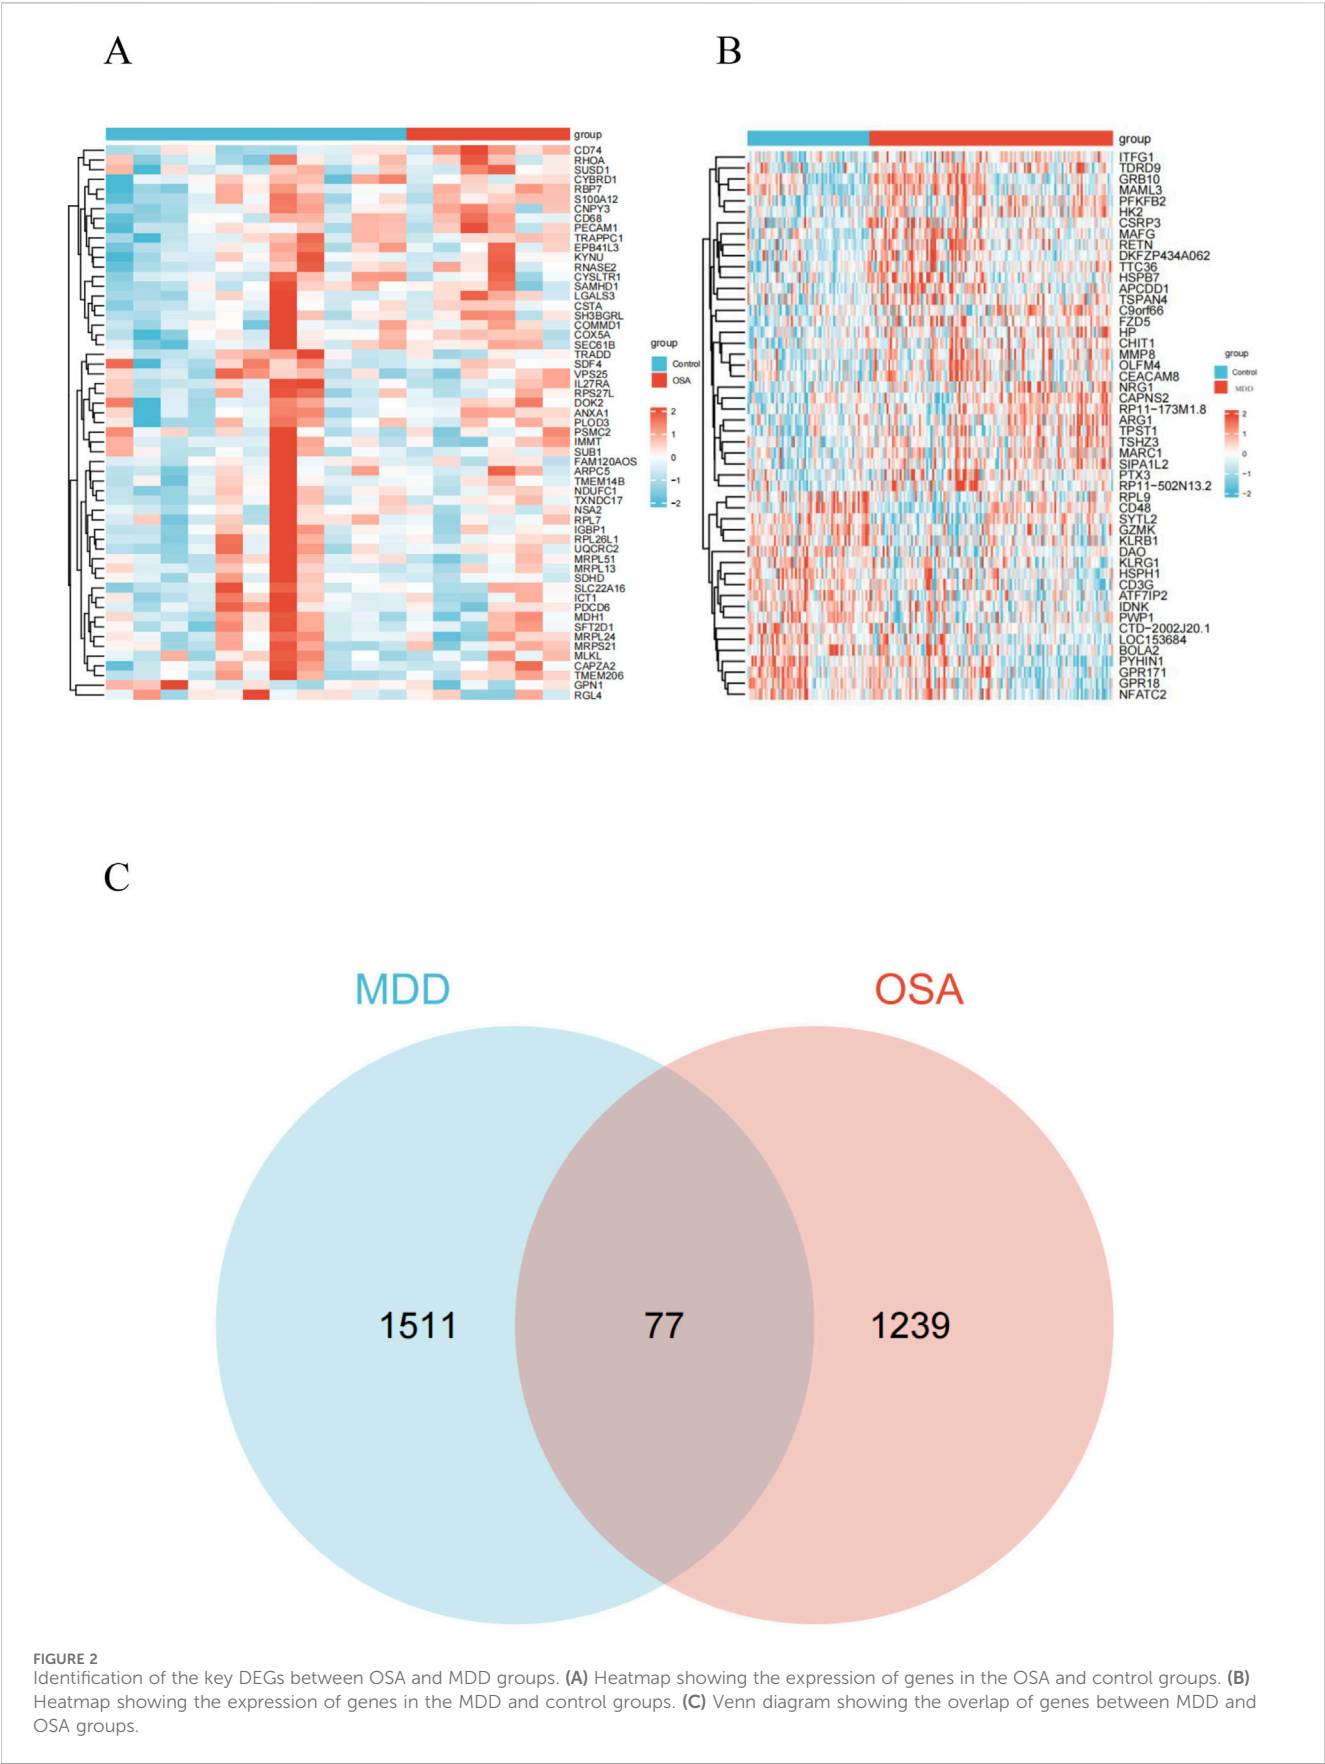 A
B
group
CD74
RHOA
SUSD1
CYBRD1
RBP7
S100A12
CNPY3
CD68
PECAM1
TRAPPC1
EPB41L3
KYNU
RNASE2
CYSLTR1
SAMHD1
LGALS3
CSTA
SH3BGRL
COMMD1
COX5A
SEC61B
TRADD
SDF4
VPS25
IL27RA
RPS27L
DOK2
ANXA1
PLOD3
PSMC2
IMMT
SUB1
FAM120AOS
ARPC5
TMEM14B
NDUFC1
TXNDC17
NSA2
RPL7
IGBP1
RPL26L1
UQCRC2
MRPL51
MRPL13
SDHD
SLC22A16
ICT1
PDCD6
MDH1
SFT2D1
MRPL24
MRPS21
MLKL
CAPZA2
TMEM206
GPN1
RGL4
group
Control
OSA
2
1
0
−1
−2
group
ITFG1
TDRD9
GRB10
MAML3
PFKFB2
HK2
CSRP3
MAFG
RETN
DKFZP434A062
TTC36
HSPB7
APCDD1
TSPAN4
C9orf66
FZD5
HP
CHIT1
MMP8
OLFM4
CEACAM8
NRG1
CAPNS2
RP11−173M1.8
ARG1
TPST1
TSHZ3
MARC1
SIPA1L2
PTX3
RP11−502N13.2
RPL9
CD48
SYTL2
GZMK
KLRB1
DAO
KLRG1
HSPH1
CD3G
ATF7IP2
IDNK
PWP1
CTD−2002J20.1
LOC153684
BOLA2
PYHIN1
GPR171
GPR18
NFATC2
group
Control
MDD
2
1
0
−1
−2
C
MDD
OSA
1511
77
1239
FIGURE 2
Identification of the key DEGs between OSA and MDD groups. (A) Heatmap showing the expression of genes in the OSA and control groups. (B)
Heatmap showing the expression of genes in the MDD and control groups. (C) Venn diagram showing the overlap of genes between MDD and
OSA groups.